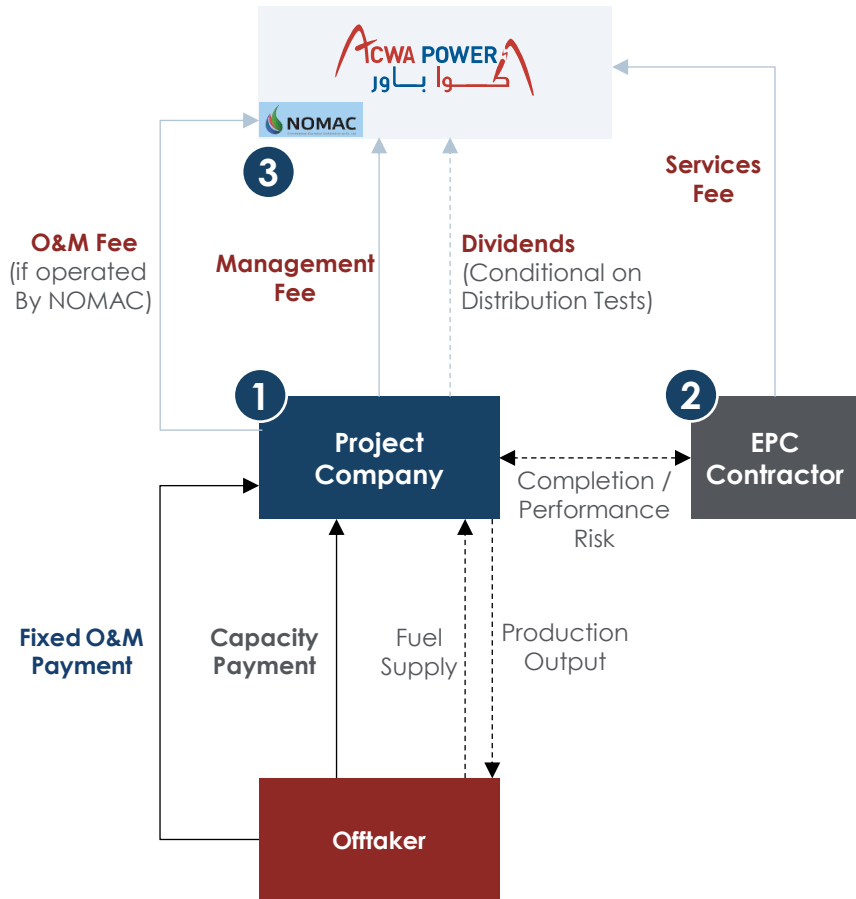 ACWA POWER
أكوا باور
NOMAC
3
Services
Fee
O&M Fee
(if operated
By NOMAC)
Management
Fee
Dividends
(Conditional on
Distribution Tests)
1
Project
Company
2
EPC
Contractor
Completion /
Performance
Risk
Fixed O&M
Payment
Capacity
Payment
Fuel
Supply
Production
Output
Offtaker